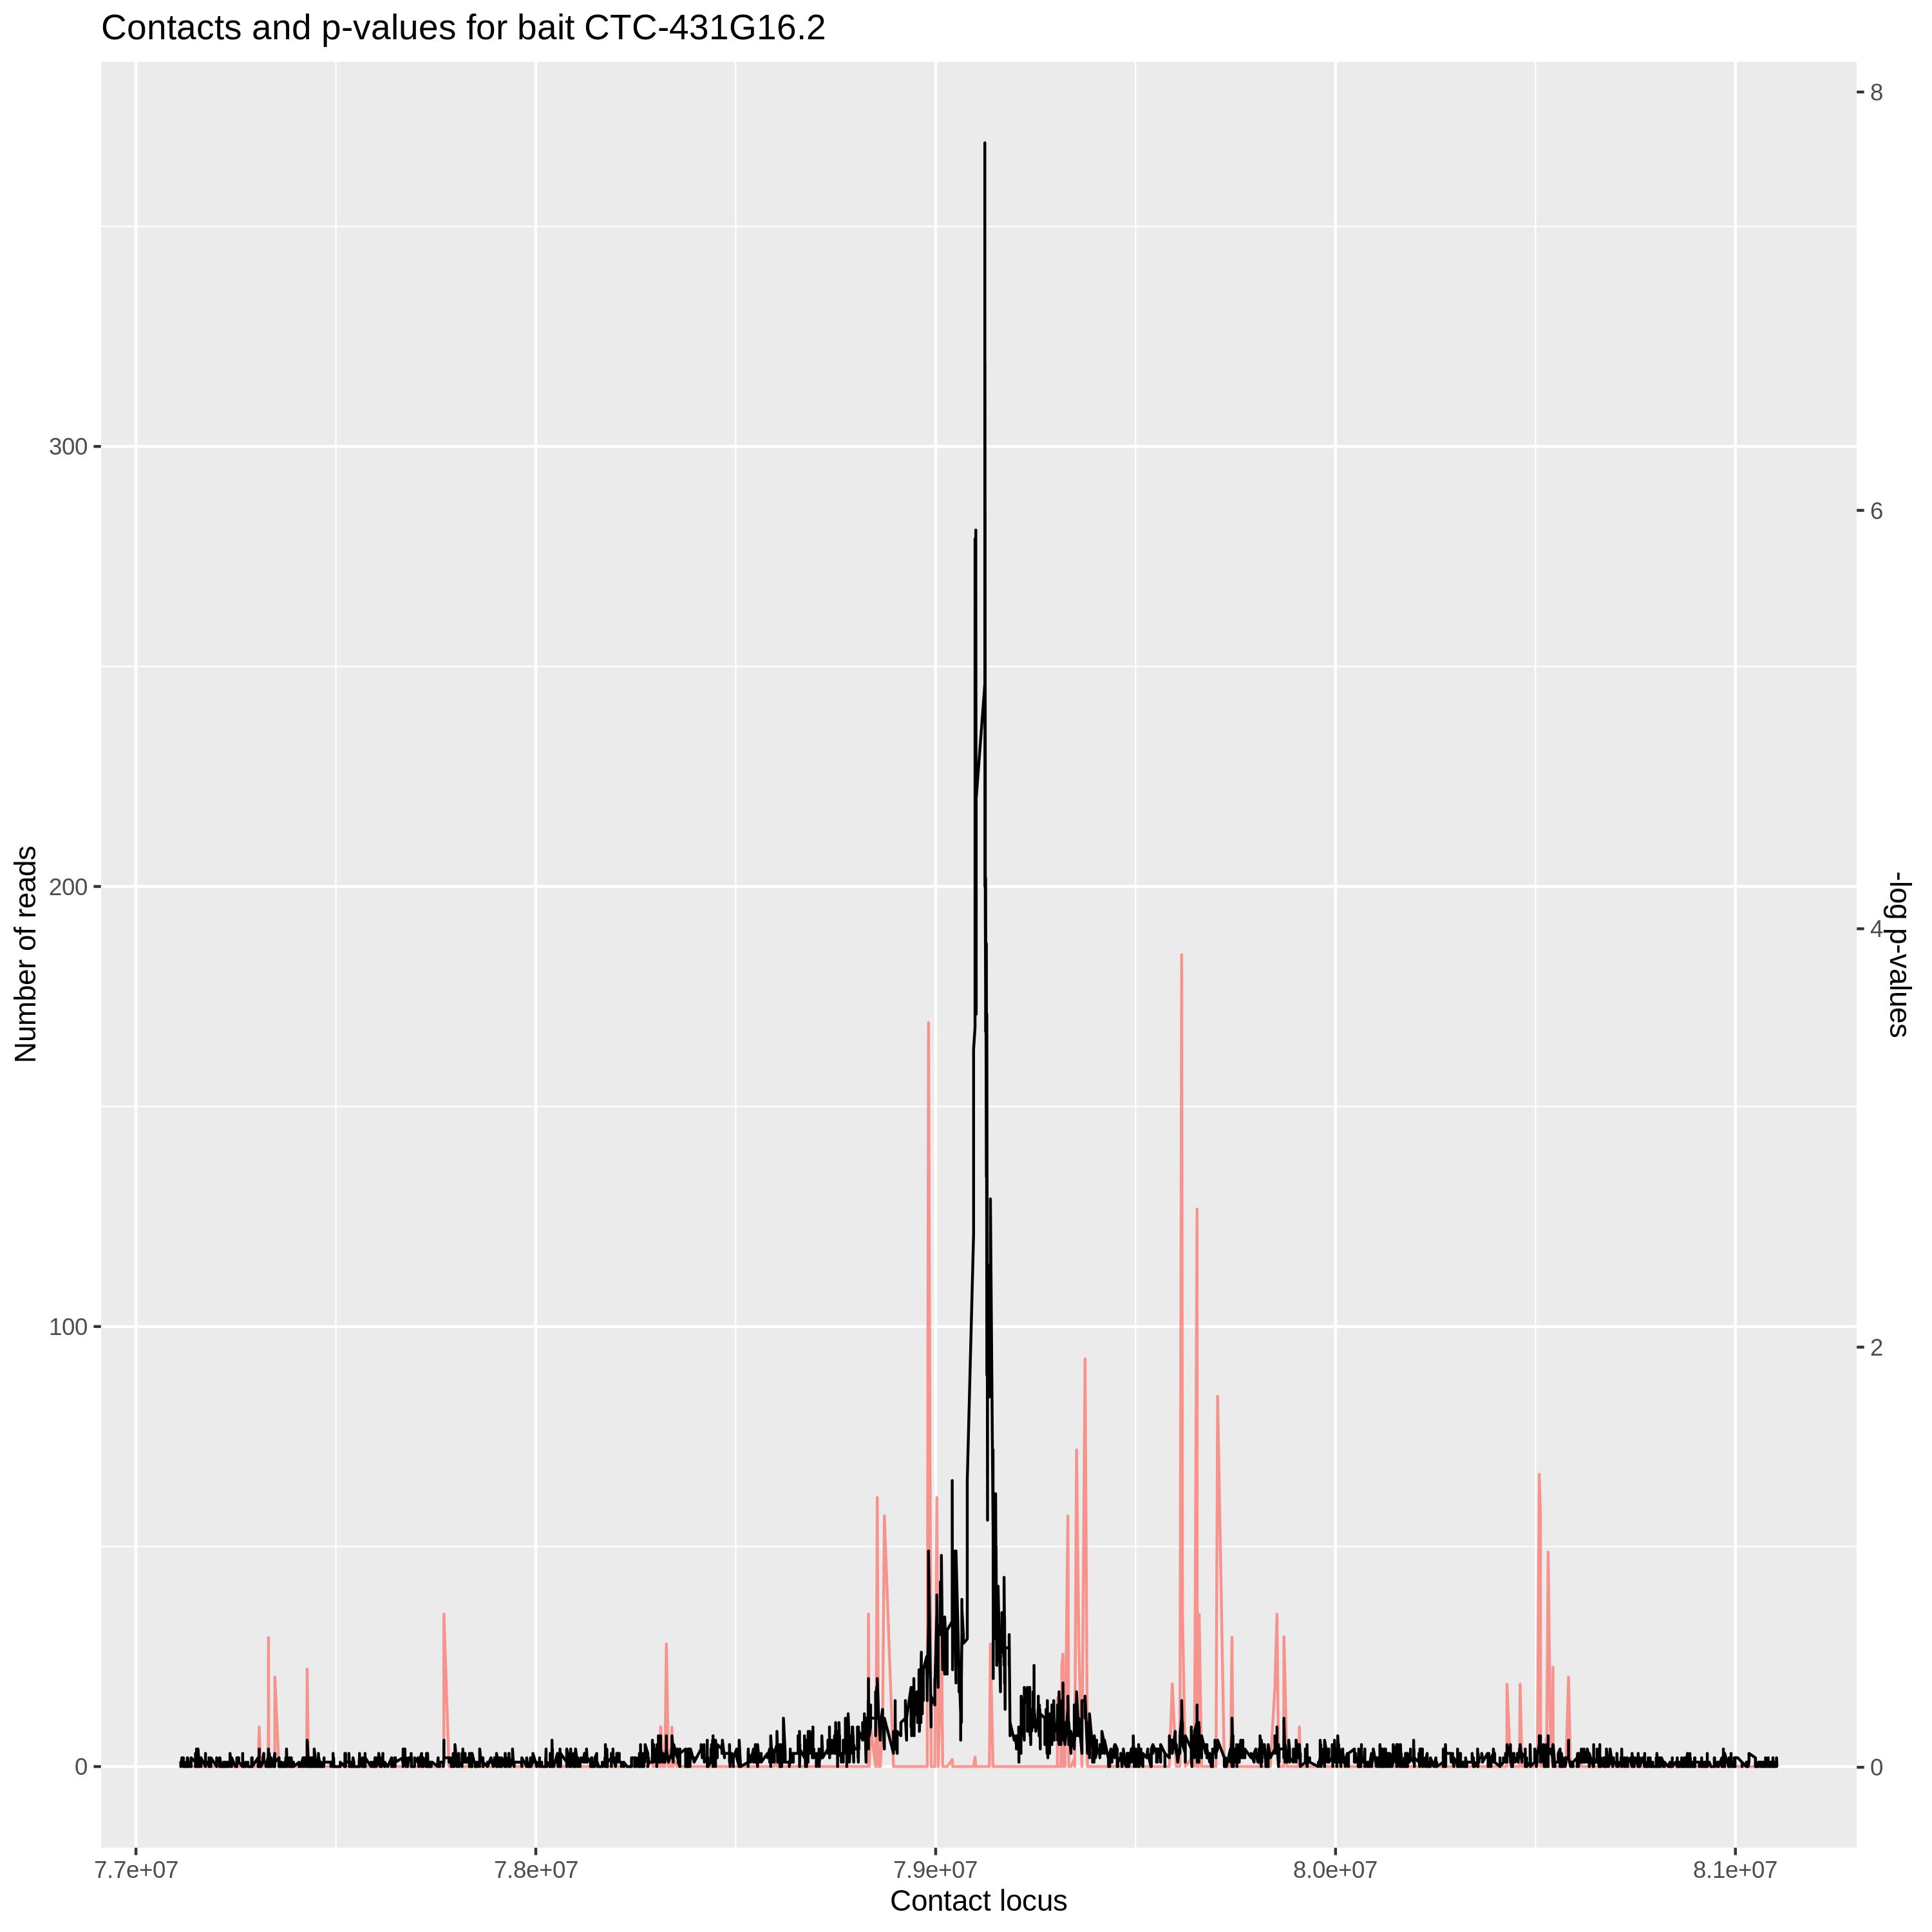 Contacts and p-values for bait CTC-431G16.2
8
300
6
200
4
100
2
0
0
Number of reads
-log p-values
7.7e+07 7.8e+07 7.9e+07 8.0e+07 8.1e+07
Contact locus